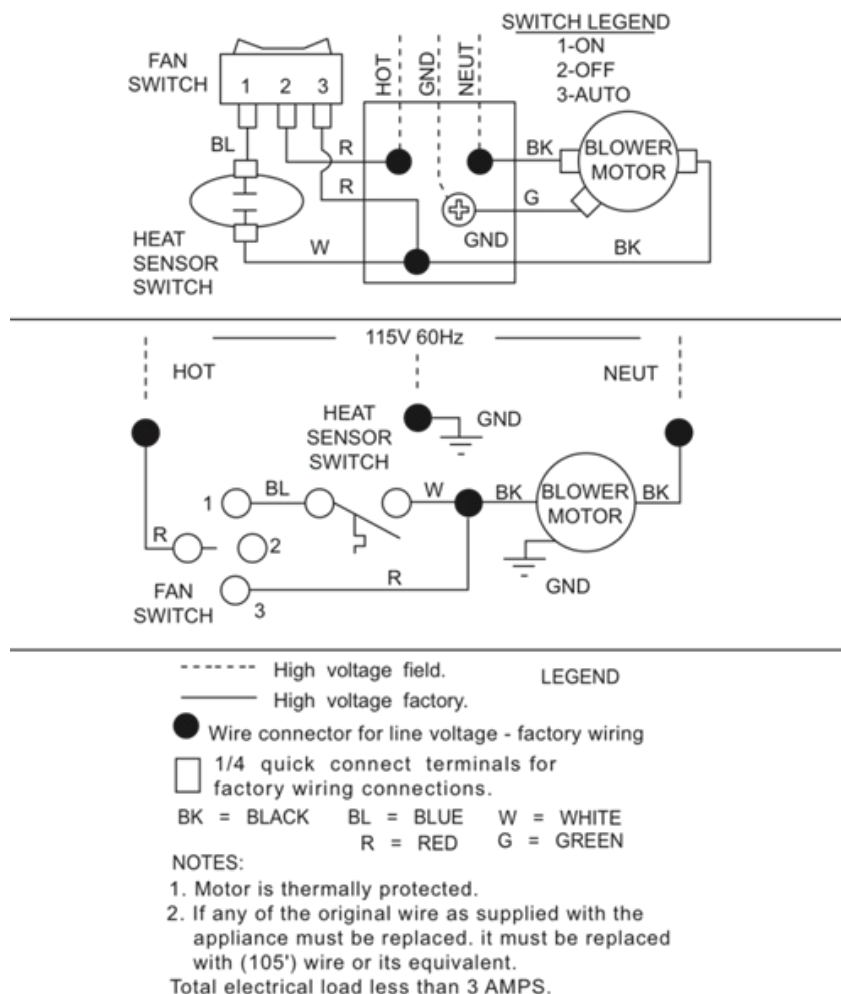 SWITCH LEGEND
1-ON
2-OFF
3-AUTO
FAN
SWITCH
1 2 3
HOT
GND
NEUT
BL
R
R
BK
BLOWER
MOTOR
G
GND
HEAT
SENSOR
SWITCH
W
BK
115V 60Hz
HOT
NEUT
HEAT
SENSOR
SWITCH
GND
1
BL
W
BK
BLOWER
MOTOR
BK
R
2
GND
R
FAN
SWITCH
3
High voltage field.
LEGEND
High voltage factory.
Wire connector for line voltage - factory wiring
1/4 quick connect terminals for
factory wiring connections.
BK = BLACK BL = BLUE W = WHITE
R = RED G = GREEN
NOTES:
1. Motor is thermally protected.
2. If any of the original wire as supplied with the
appliance must be replaced. it must be replaced
with (105') wire or its equivalent.
Total electrical load less than 3 AMPS.